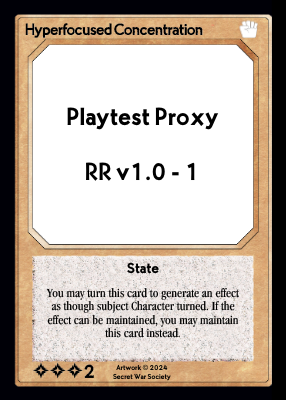 Hyperfocused Concentration
Playtest Proxy
RR v1.0 - 1
State
You may turn this card to generate an effect
as though subject Character turned. If the
effect can be maintained, you may maintain
this card instead.
2
Artwork © 2024
Secret War Society